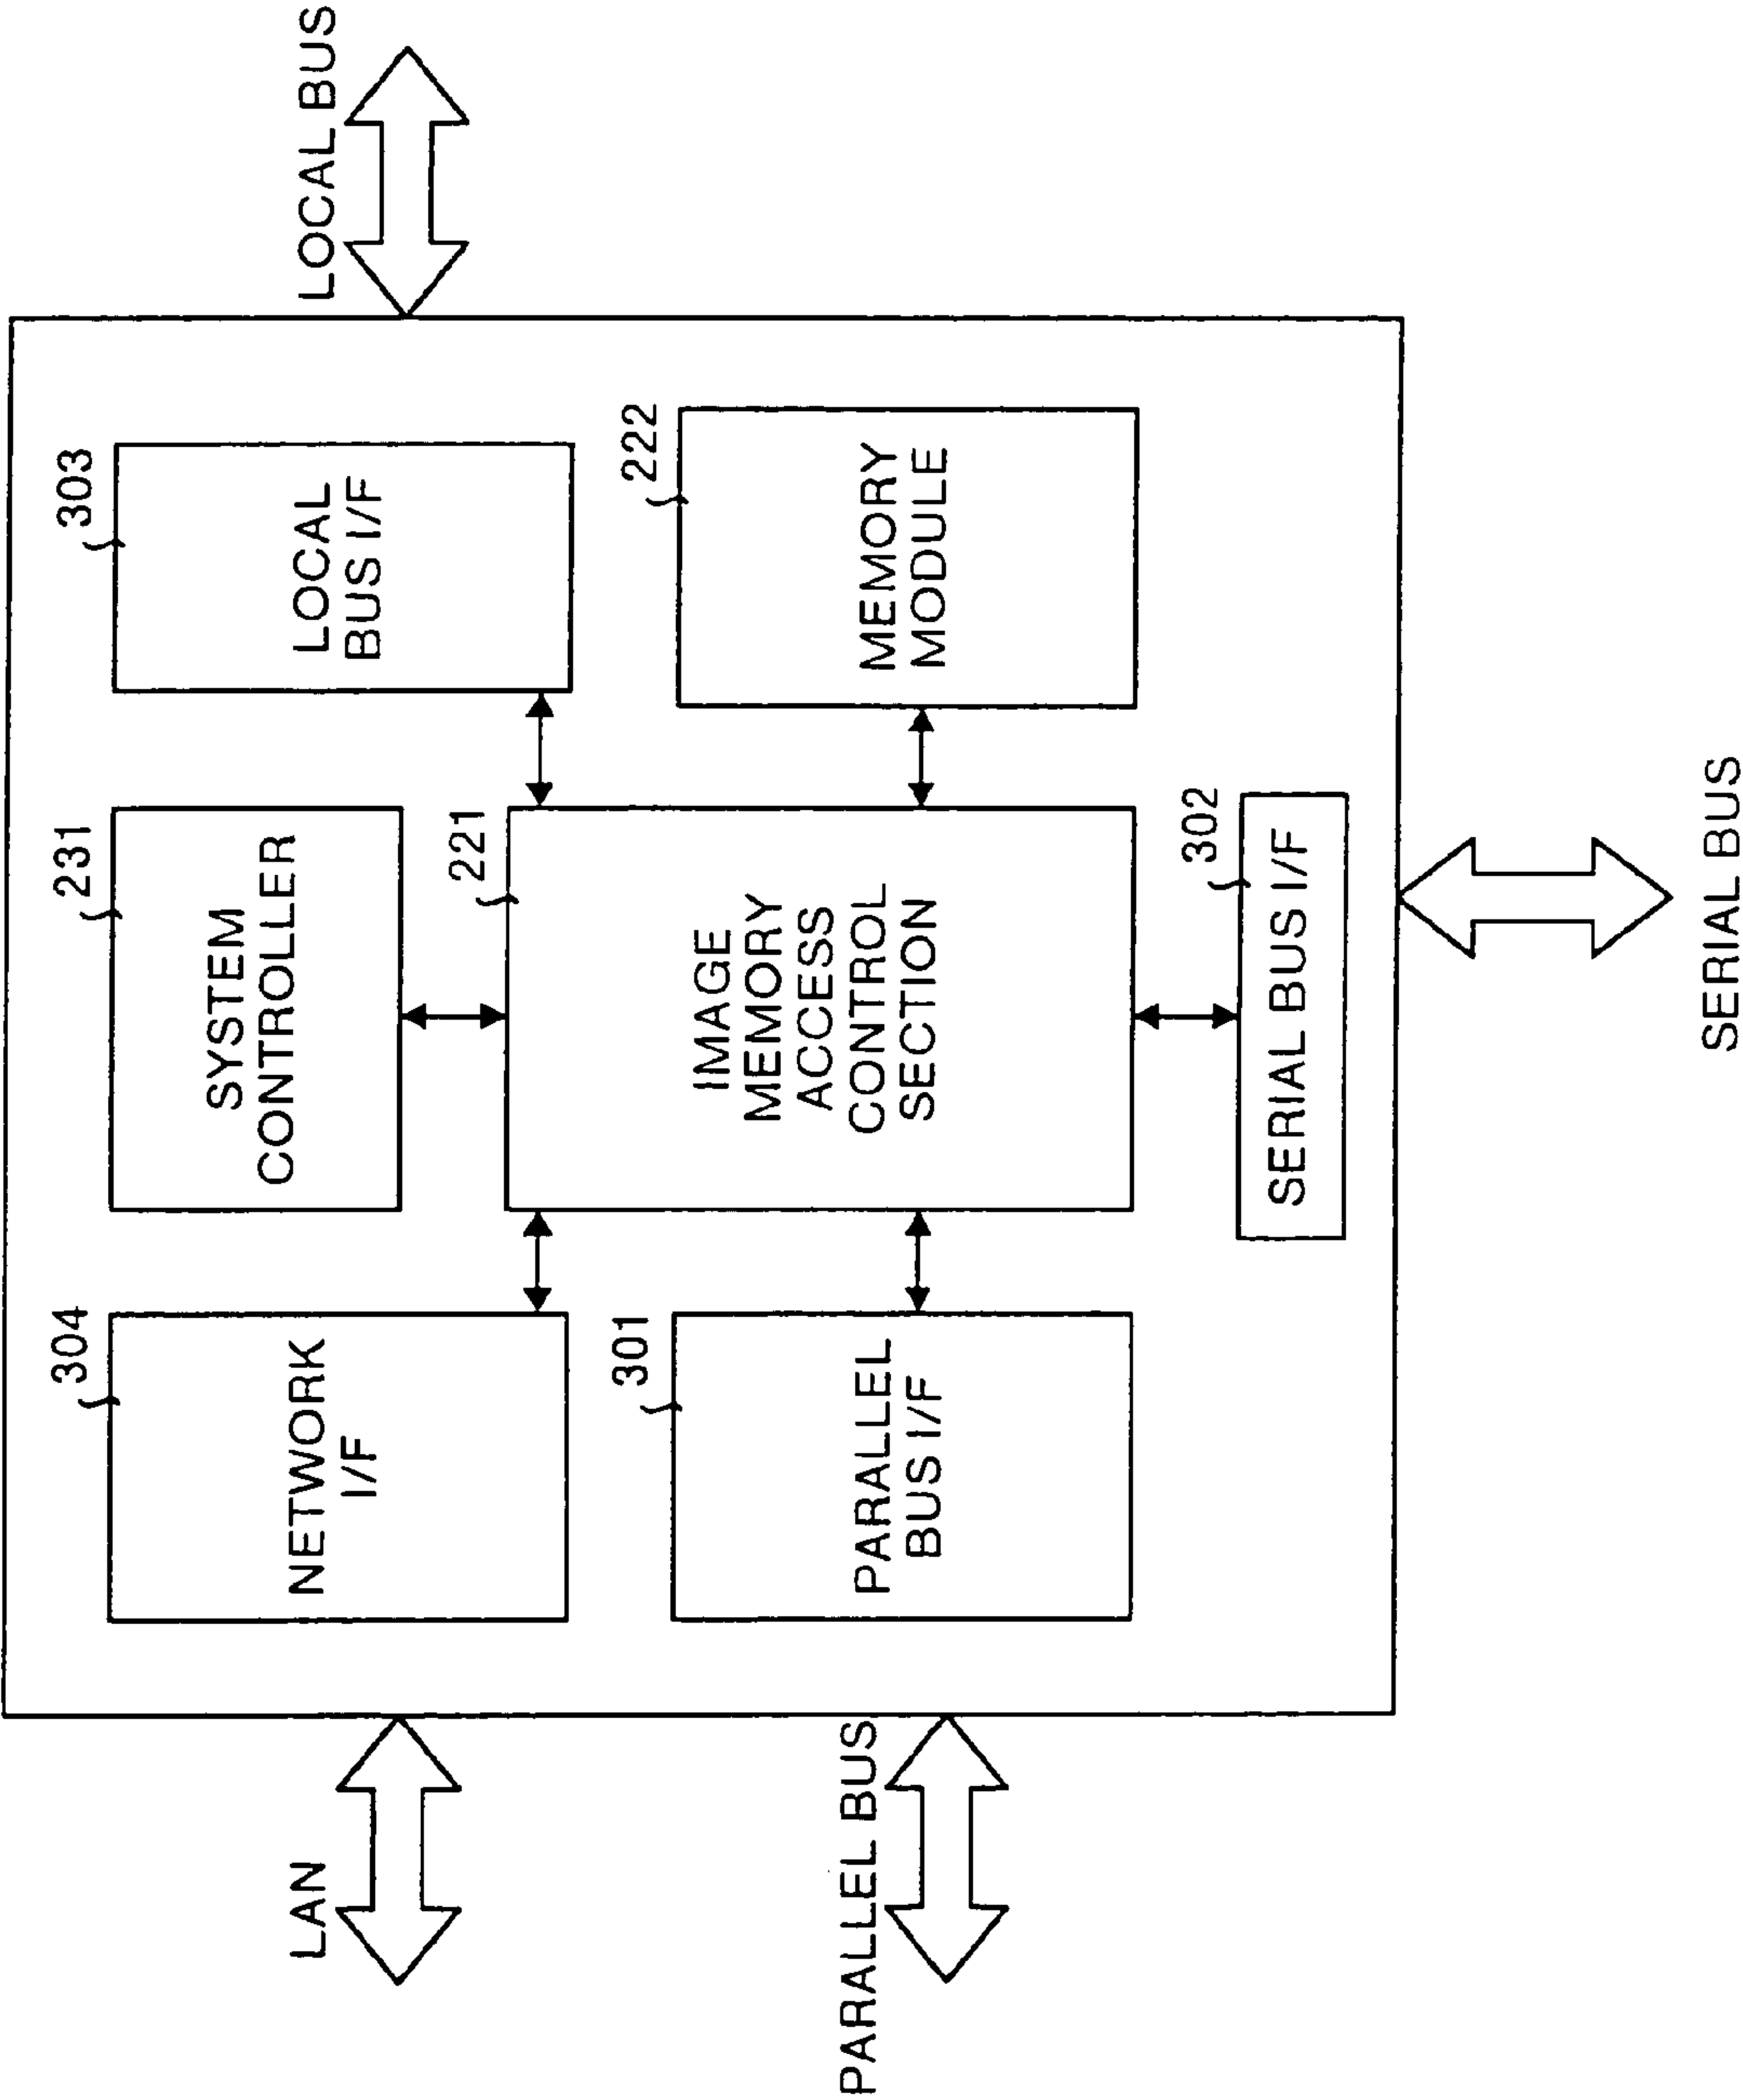 304
231
303
LAN
NETWORK
I/F
SYSTEM
CONTROLLER
LOCAL
BUS I/F
LOCAL BUS
301
221
222
PARALLEL BUS
PARALLEL
BUS I/F
IMAGE
MEMORY
ACCESS
CONTROL
SECTION
MEMORY
MODULE
302
SERIAL BUS I/F
SERIAL BUS